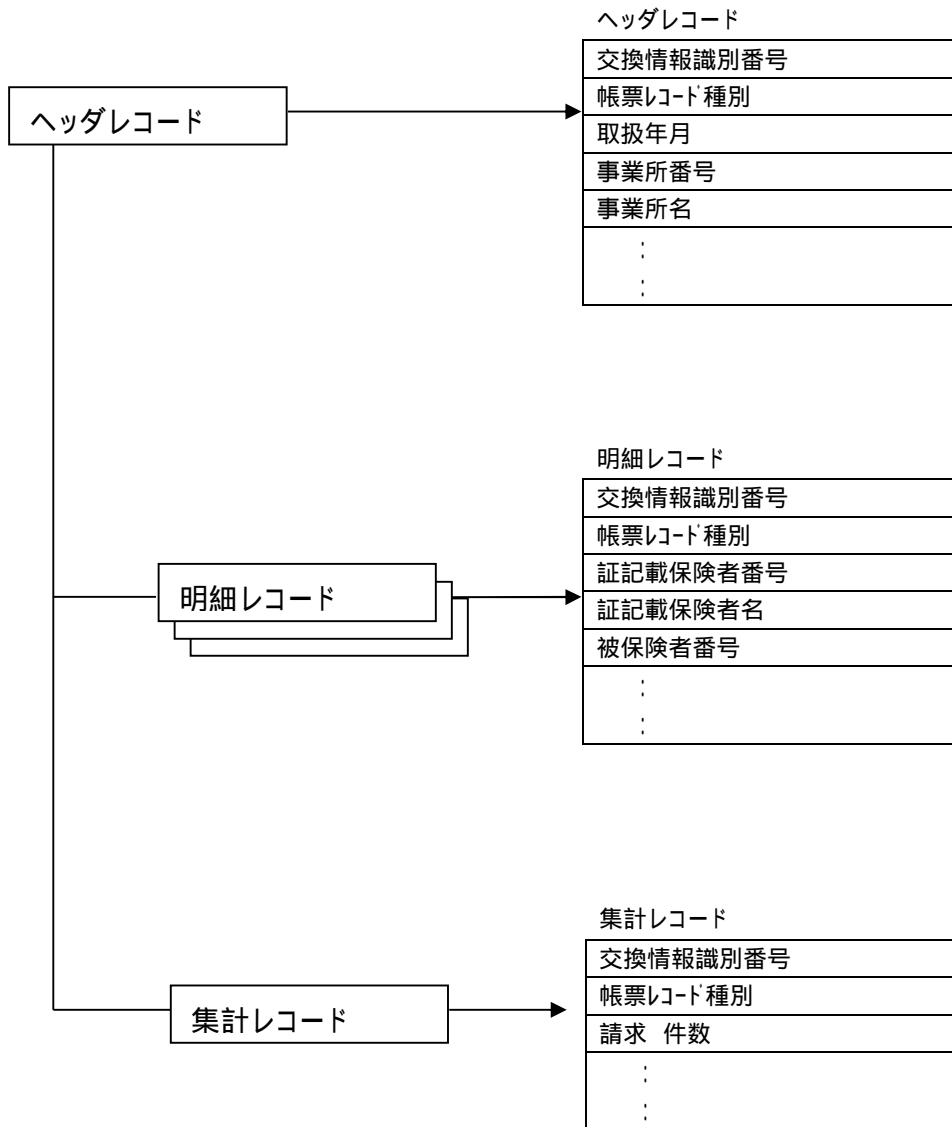 ヘッダレコード
交換情報識別番号
帳票ﾚｺｰﾄﾞ種別
取扱年月
事業所番号
事業所名
:
:
ヘッダレコード
明細レコード
交換情報識別番号
帳票ﾚｺｰﾄﾞ種別
証記載保険者番号
証記載保険者名
被保険者番号
:
:
明細レコード
集計レコード
交換情報識別番号
帳票ﾚｺｰﾄﾞ種別
請求　件数
:
:
集計レコード